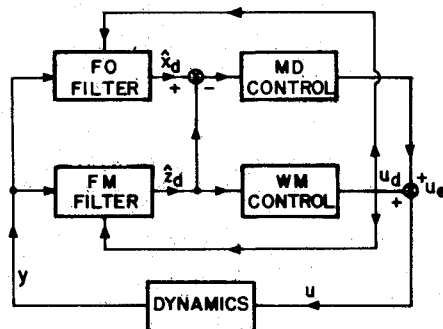 FO
FILTER
x̂d
+
−
MD
CONTROL
FM
FILTER
ẑd
WM
CONTROL
ud
+
+
ue
y
DYNAMICS
u